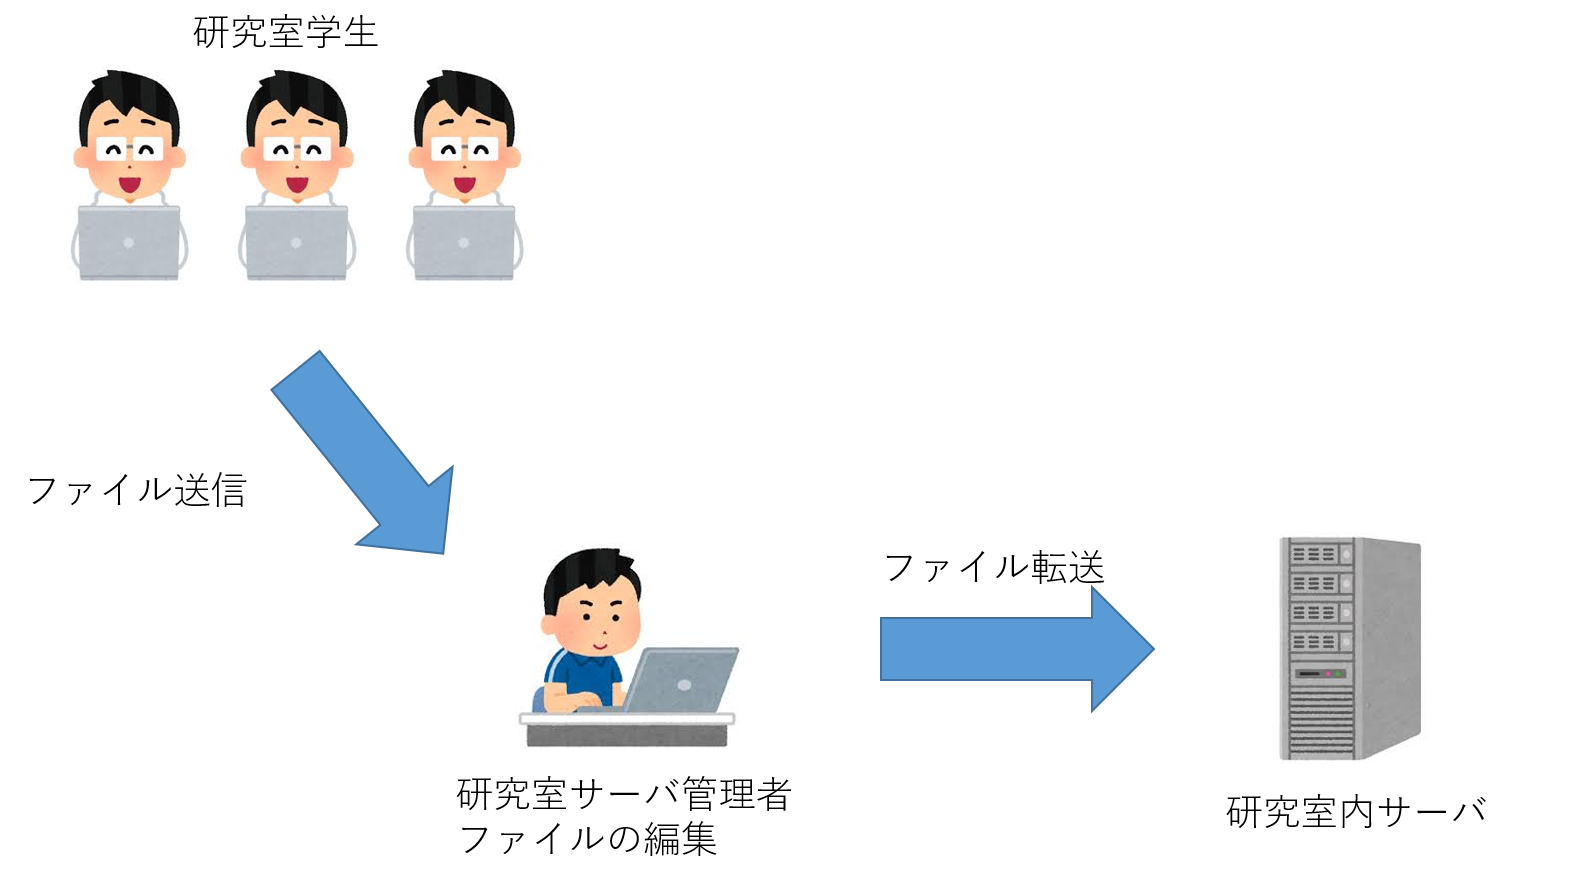 研究室学生
ファイル送信
ファイル転送
研究室サーバ管理者
ファイルの編集
研究室内サーバ